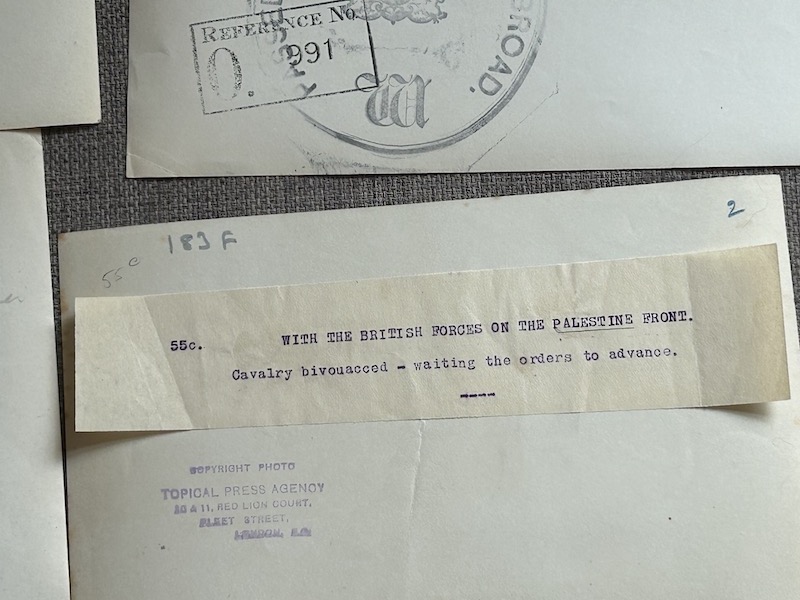 REFERENCE No.
O. 991
BROAD.
183 F
2
55c
55c. WITH THE BRITISH FORCES ON THE PALESTINE FRONT.
Cavalry bivouacced - waiting the orders to advance.
COPYRIGHT PHOTO
TOPICAL PRESS AGENCY
10 & 11, RED LION COURT,
FLEET STREET,
LONDON, E.C.